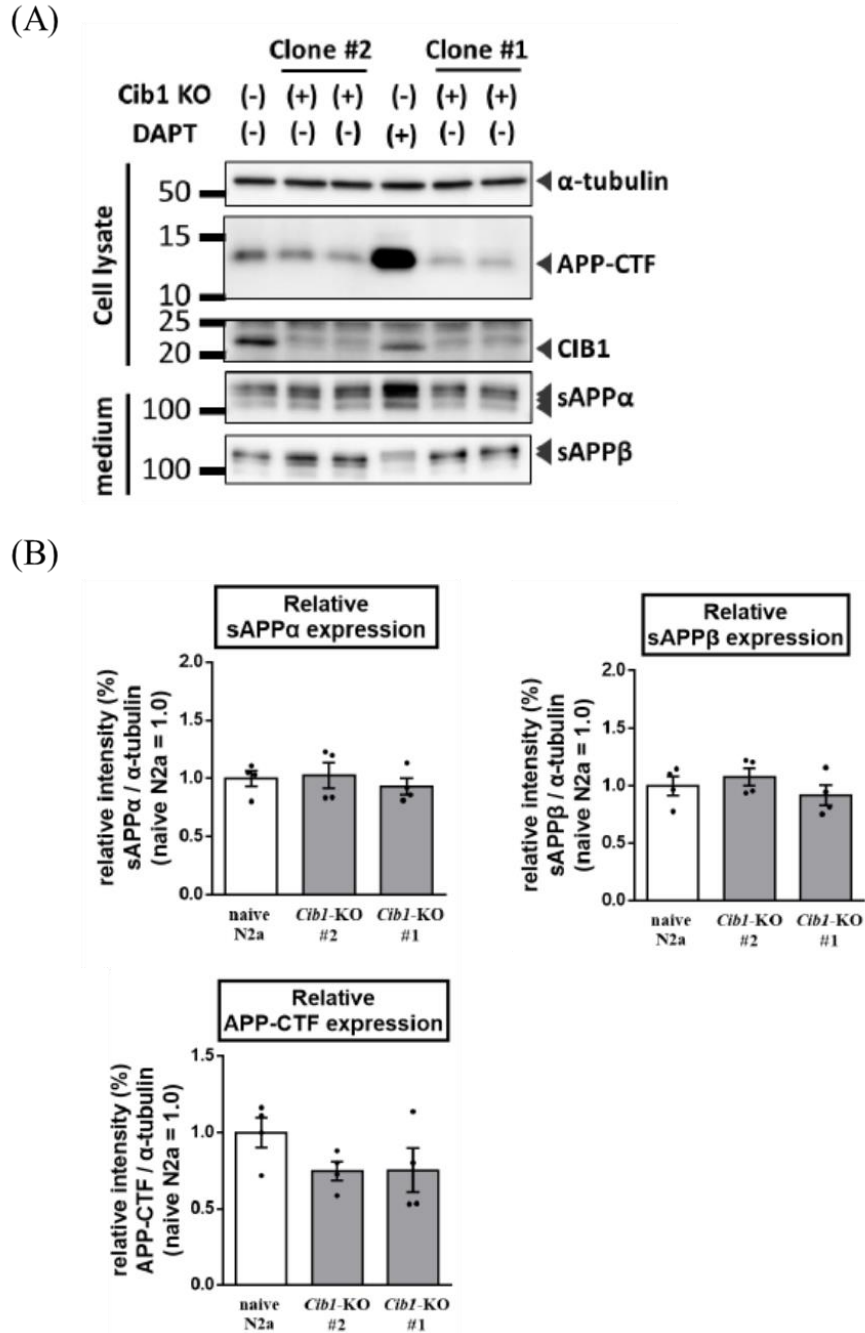 (A)
Clone #2 Clone #1
Cib1 KO (-) (+) (+) (-) (+) (+)
DAPT (-) (-) (-) (+) (-) (-)
Cell lysate
50
α-tubulin
15
APP-CTF
10
25
20
CIB1
medium
100
sAPPα
100
sAPPβ
(B)
Relative
sAPPα expression
relative intensity (%)
sAPPα / α-tubulin
(naive N2a = 1.0)
2.0
1.5
1.0
0.5
0.0
naive
N2a
Cib1-KO
#2
Cib1-KO
#1
Relative
sAPPβ expression
relative intensity (%)
sAPPβ / α-tubulin
(naive N2a = 1.0)
2.0
1.5
1.0
0.5
0.0
naive
N2a
Cib1-KO
#2
Cib1-KO
#1
Relative
APP-CTF expression
relative intensity (%)
APP-CTF / α-tubulin
(naive N2a = 1.0)
1.5
1.0
0.5
0.0
naive
N2a
Cib1-KO
#2
Cib1-KO
#1